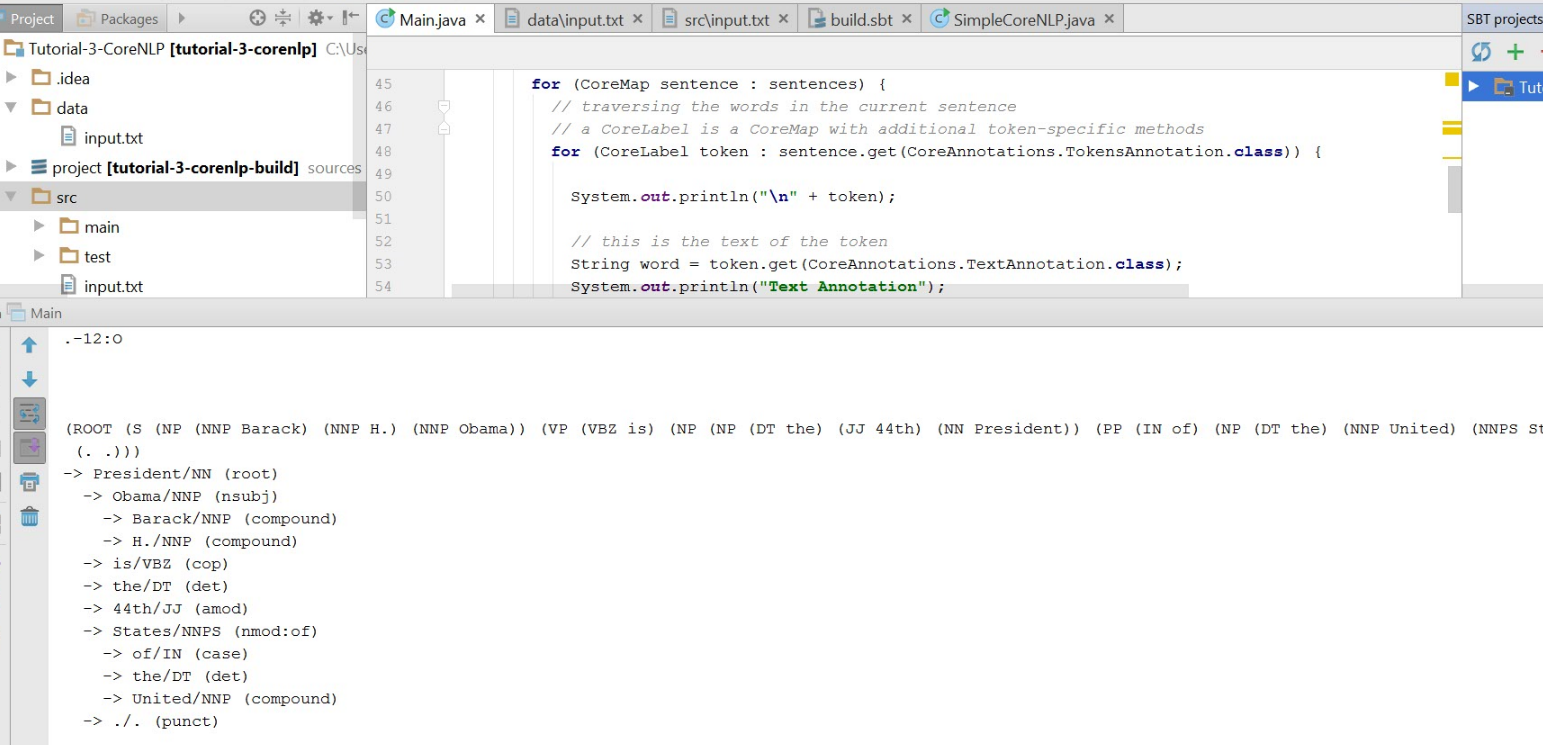 Project Packages
Main.java data\input.txt src\input.txt build.sbt SimpleCoreNLP.java
SBT projects
Tutorial-3-CoreNLP [tutorial-3-corenlp]
.idea
data
input.txt
project [tutorial-3-corenlp-build] sources
src
main
test
input.txt
45 for (CoreMap sentence : sentences) {
46 // traversing the words in the current sentence
47 // a CoreLabel is a CoreMap with additional token-specific methods
48 for (CoreLabel token : sentence.get(CoreAnnotations.TokensAnnotation.class)) {
49
50 System.out.println("\n" + token);
51
52 // this is the text of the token
53 String word = token.get(CoreAnnotations.TextAnnotation.class);
54 System.out.println("Text Annotation");
Main
.-12:O
(ROOT (S (NP (NNP Barack) (NNP H.) (NNP Obama)) (VP (VBZ is) (NP (NP (DT the) (JJ 44th) (NN President)) (PP (IN of) (NP (DT the) (NNP United) (NNPS
(. .)))
-> President/NN (root)
-> Obama/NNP (nsubj)
-> Barack/NNP (compound)
-> H./NNP (compound)
-> is/VBZ (cop)
-> the/DT (det)
-> 44th/JJ (amod)
-> States/NNPS (nmod:of)
-> of/IN (case)
-> the/DT (det)
-> United/NNP (compound)
-> ./. (punct)